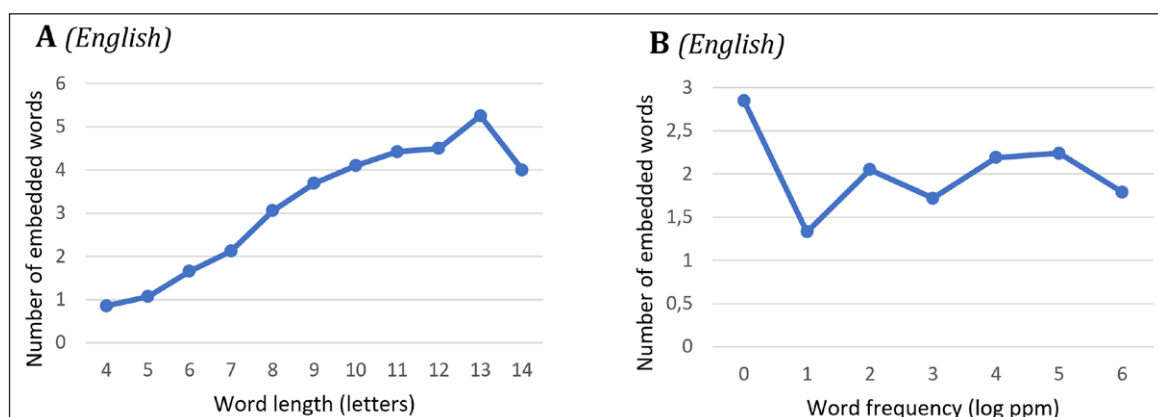 A (English)
Number of embedded words
6
5
4
3
2
1
0
4 5 6 7 8 9 10 11 12 13 14
Word length (letters)
B (English)
Number of embedded words
3
2,5
2
1,5
1
0,5
0
0 1 2 3 4 5 6
Word frequency (log ppm)